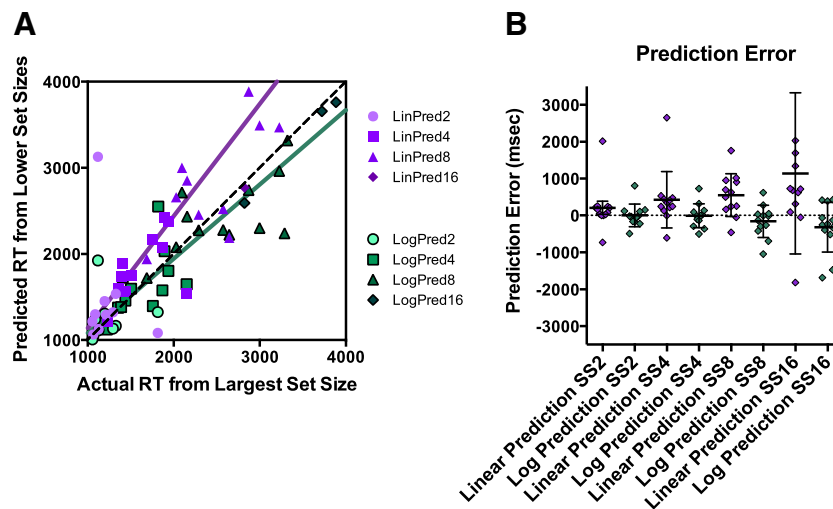 A
Predicted RT from Lower Set Sizes
4000
3000
2000
1000
1000 2000 3000 4000
Actual RT from Largest Set Size
LinPred2
LinPred4
LinPred8
LinPred16
LogPred2
LogPred4
LogPred8
LogPred16
B
Prediction Error
Prediction Error (msec)
3000
2000
1000
0
-1000
-2000
-3000
Linear Prediction SS2
Log Prediction SS2
Linear Prediction SS4
Log Prediction SS4
Linear Prediction SS8
Log Prediction SS8
Linear Prediction SS16
Log Prediction SS16